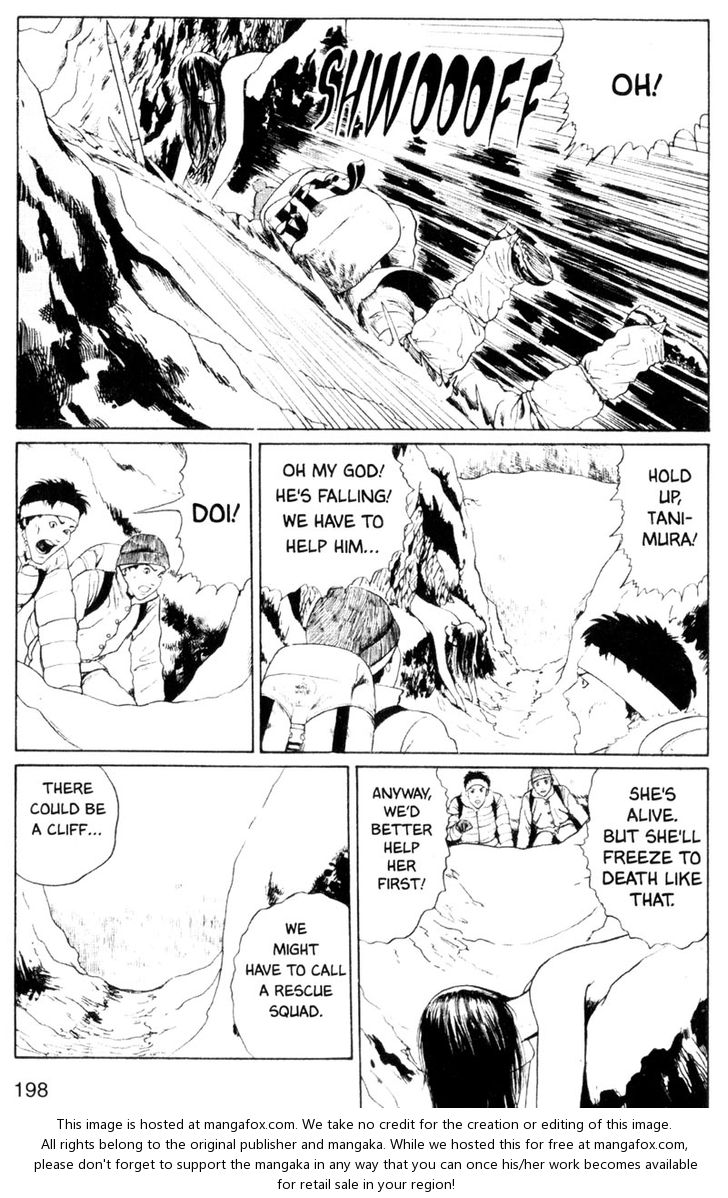 SHWOOOFF
OH!
DOI!
OH MY GOD!
HE'S FALLING!
WE HAVE TO
HELP HIM...
HOLD
UP,
TANI-
MURA!
THERE
COULD BE
A CLIFF...
WE
MIGHT
HAVE TO CALL
A RESCUE
SQUAD.
ANYWAY,
WE'D
BETTER
HELP
HER
FIRST!
SHE'S
ALIVE.
BUT SHE'LL
FREEZE TO
DEATH LIKE
THAT.
198
This image is hosted at mangafox.com. We take no credit for the creation or editing of this image.
All rights belong to the original publisher and mangaka. While we hosted this for free at mangafox.com,
please don't forget to support the mangaka in any way that you can once his/her work becomes available
for retail sale in your region!